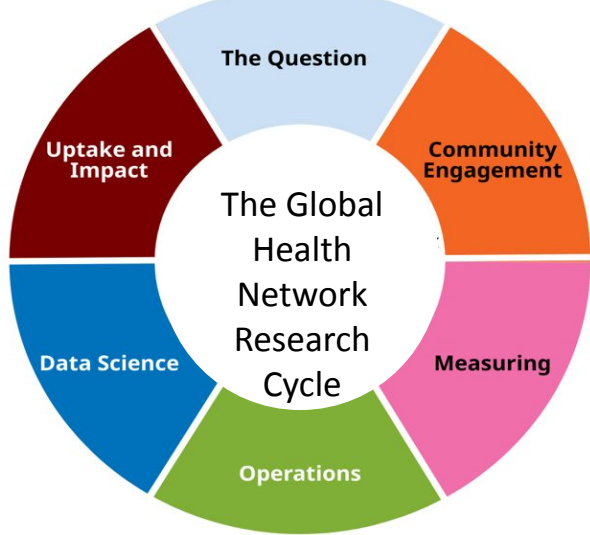 The Question
Community
Engagement
Measuring
Operations
Data Science
Uptake and
Impact
The Global
Health
Network
Research
Cycle